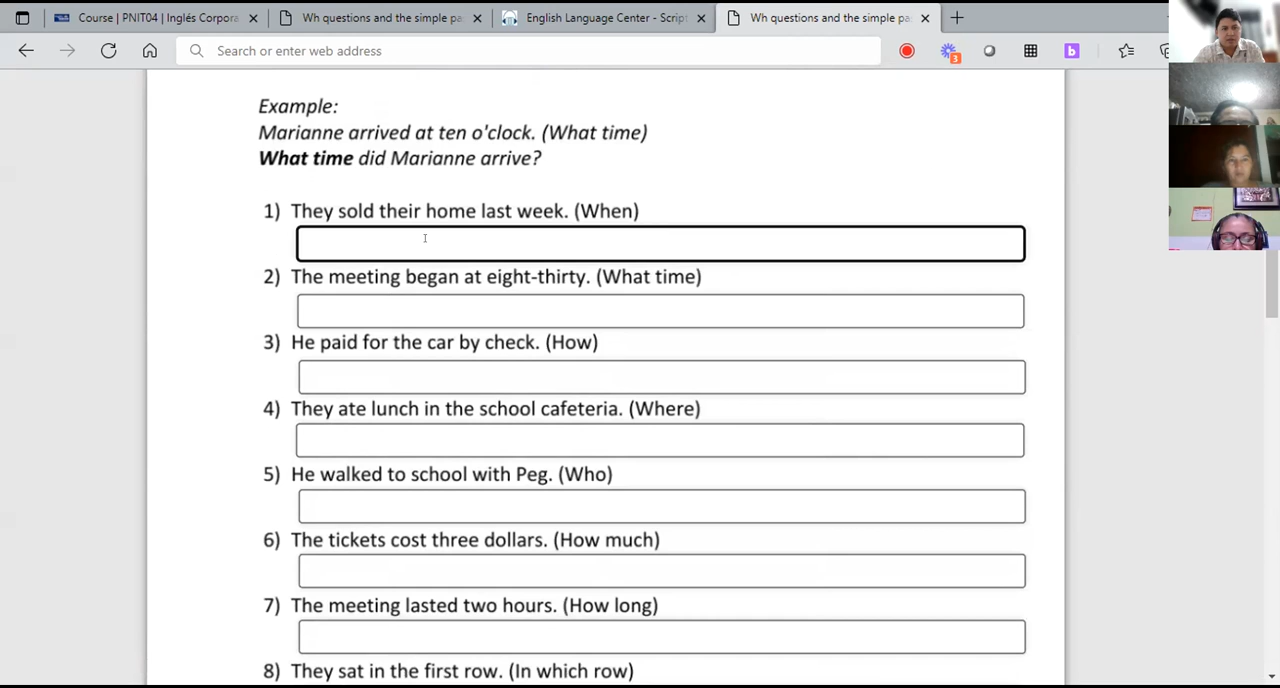 Course | PNIT04 | Inglés Corpora
Wh questions and the simple pa
English Language Center - Script
Wh questions and the simple pa
Search or enter web address
3
b
Example:
Marianne arrived at ten o'clock. (What time)
What time did Marianne arrive?
1) They sold their home last week. (When)
2) The meeting began at eight-thirty. (What time)
3) He paid for the car by check. (How)
4) They ate lunch in the school cafeteria. (Where)
5) He walked to school with Peg. (Who)
6) The tickets cost three dollars. (How much)
7) The meeting lasted two hours. (How long)
8) They sat in the first row. (In which row)